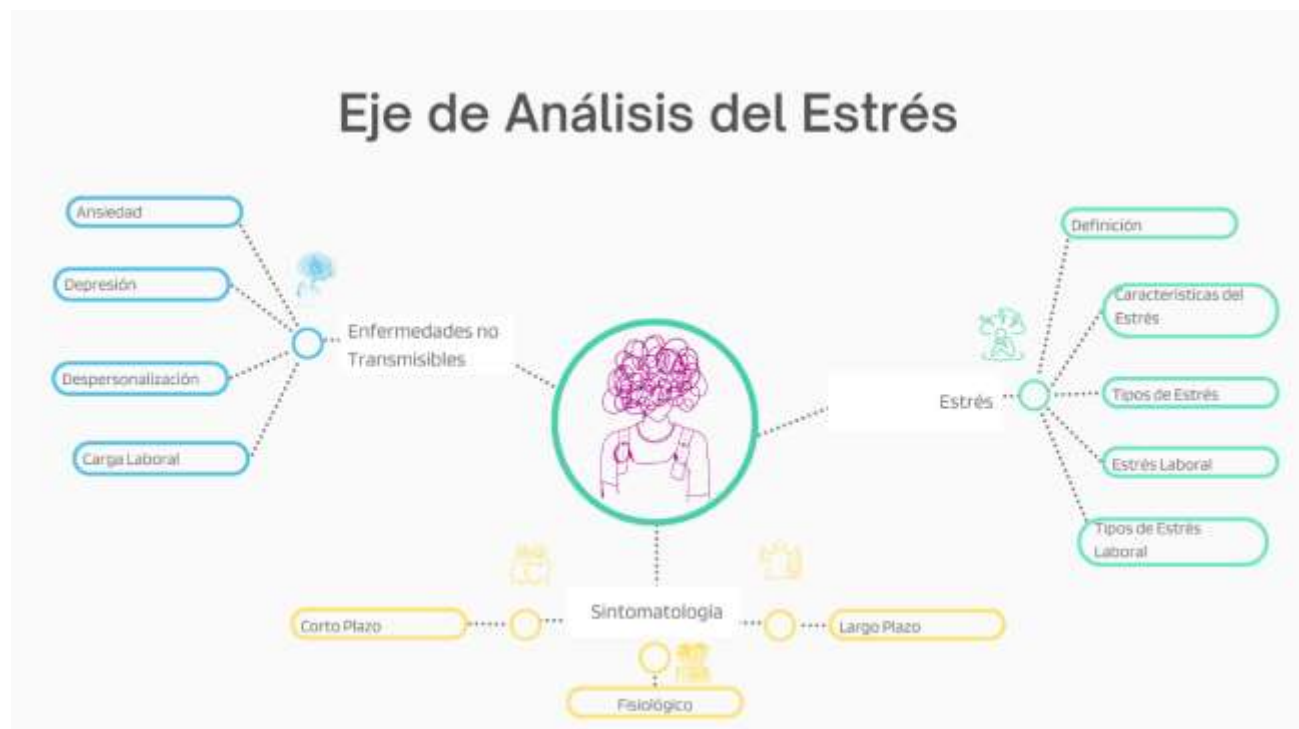 Eje de Análisis del Estrés
Ansiedad
Depresión
Despersonalización
Carga Laboral
Enfermedades no
Transmisibles
Definición
Características del
Estrés
Tipos de Estrés
Estrés Laboral
Tipos de Estrés
Laboral
Estrés
Sintomatología
Corto Plazo
Largo Plazo
Fisiológico